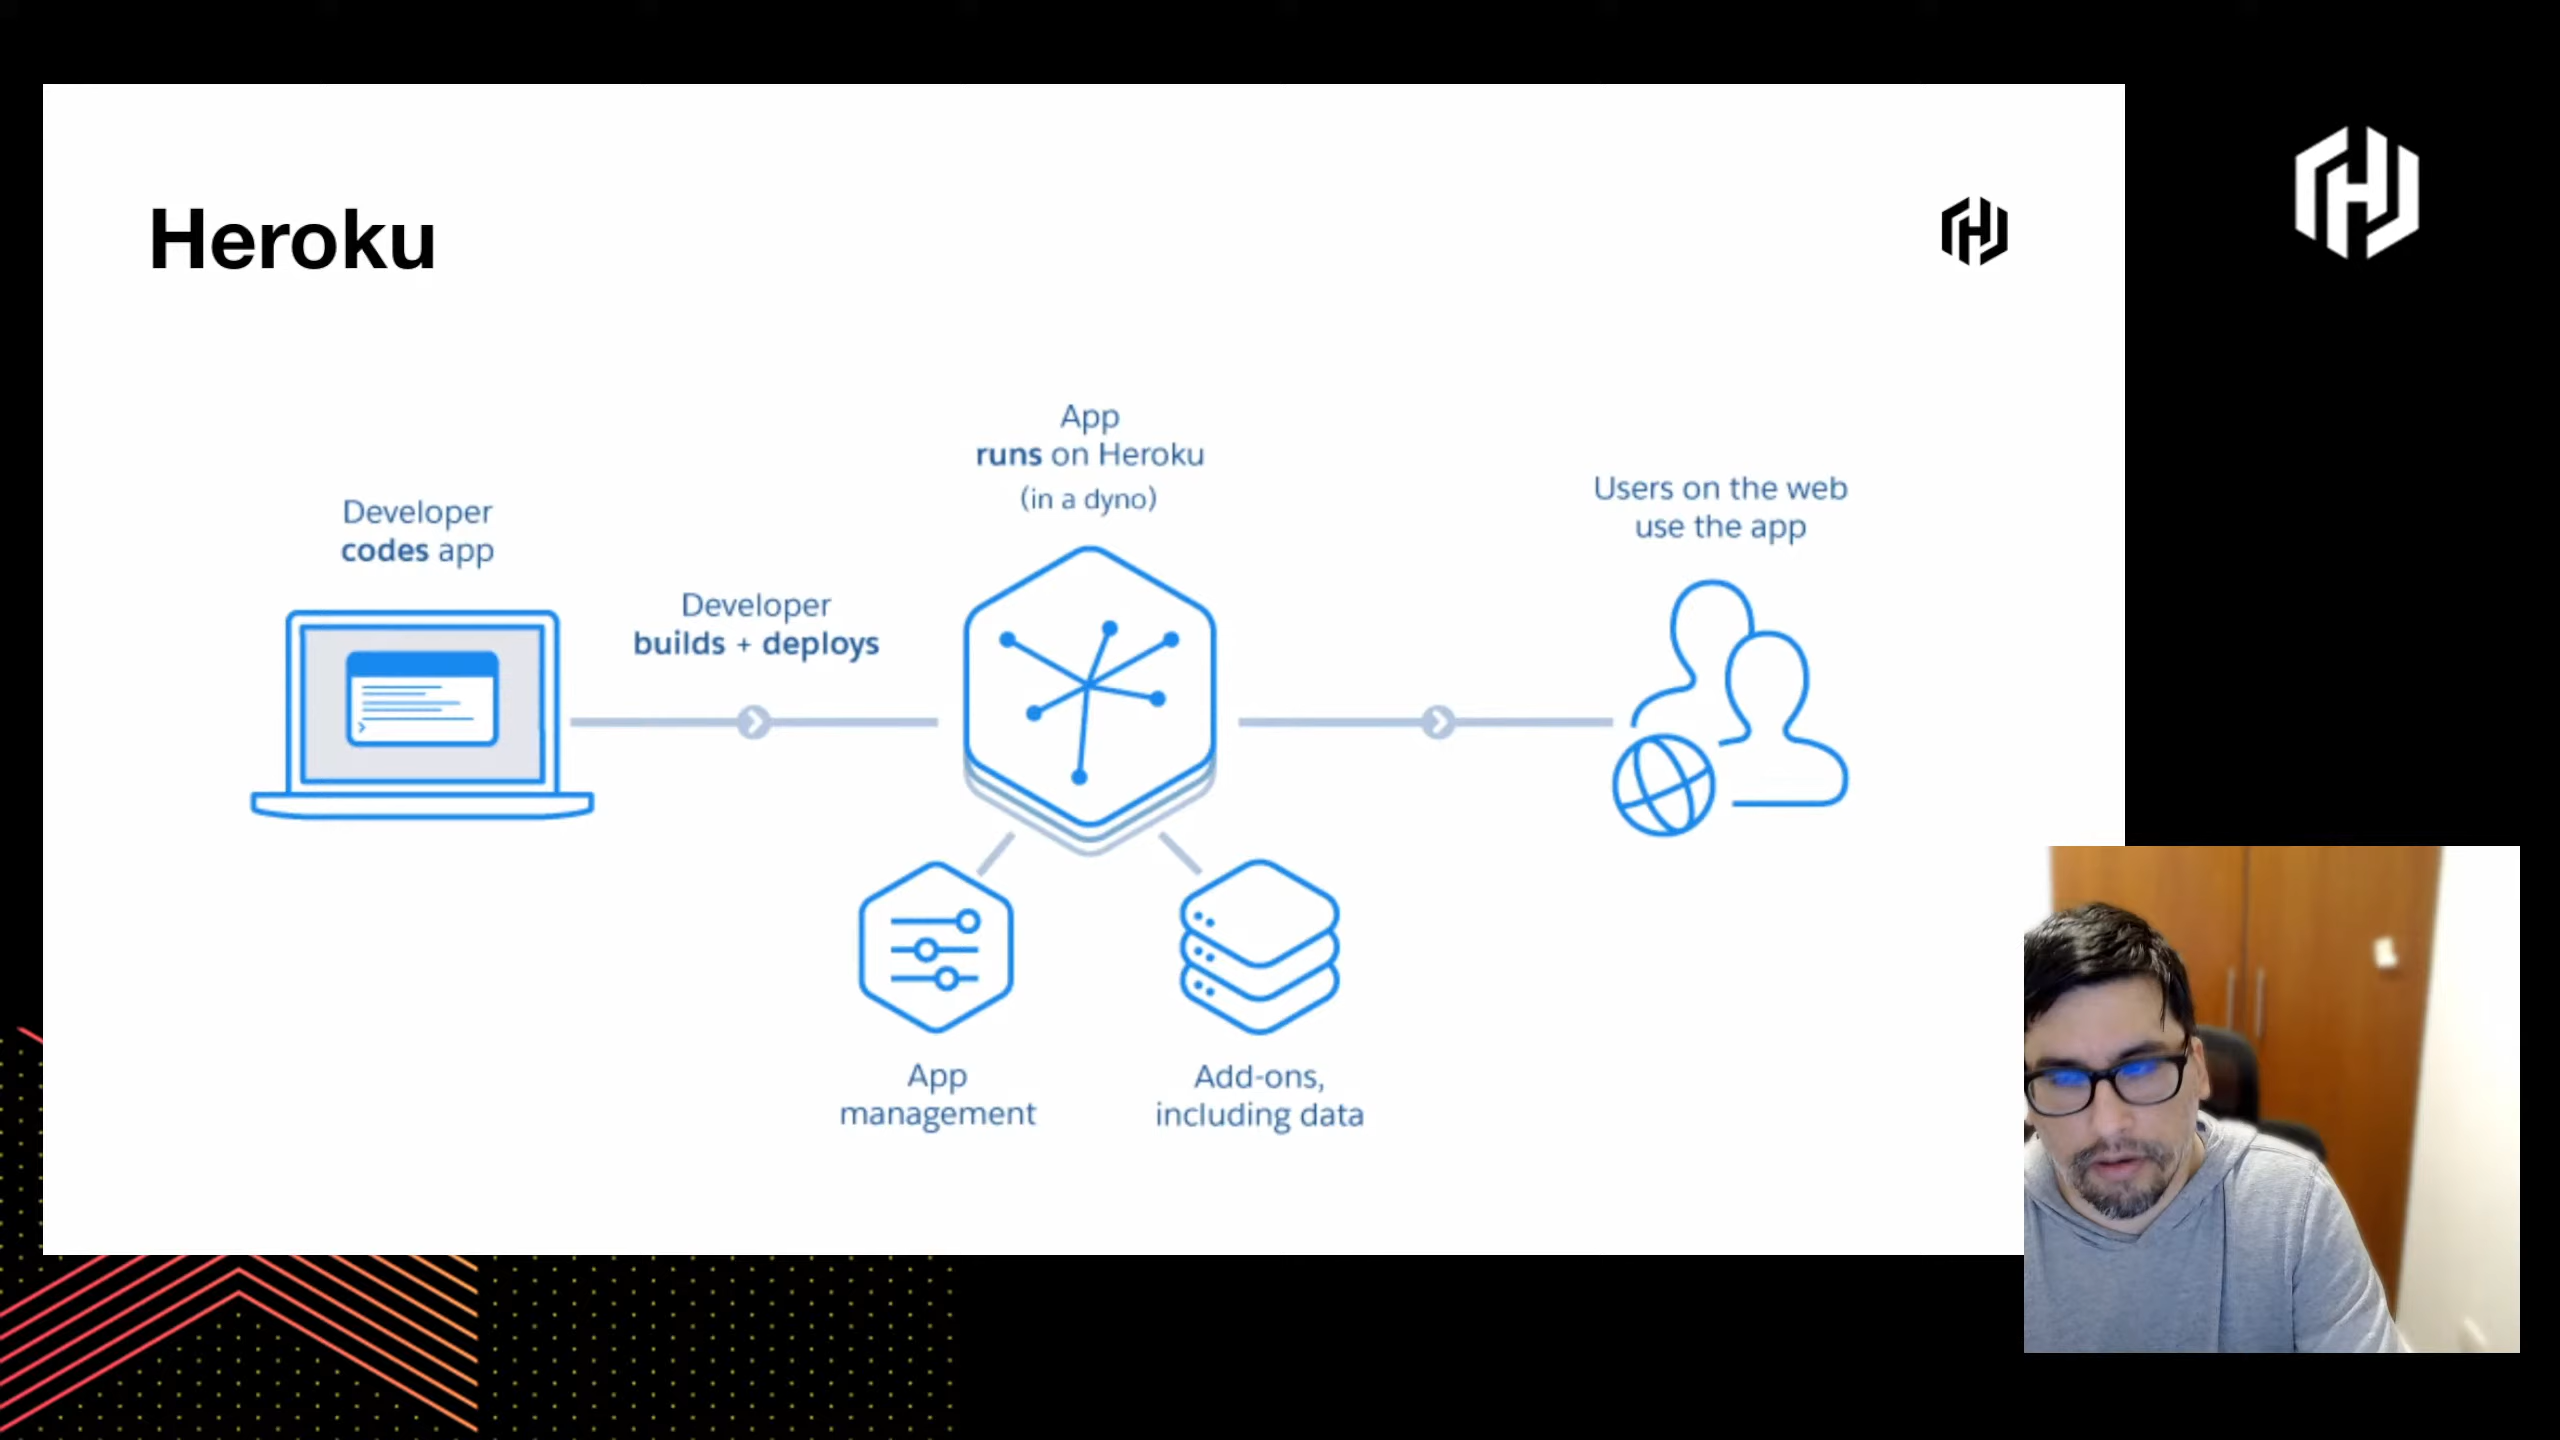 Heroku
App
runs on Heroku
(in a dyno)
Developer
codes app
Developer
builds + deploys
Users on the web
use the app
App
management
Add-ons,
including data